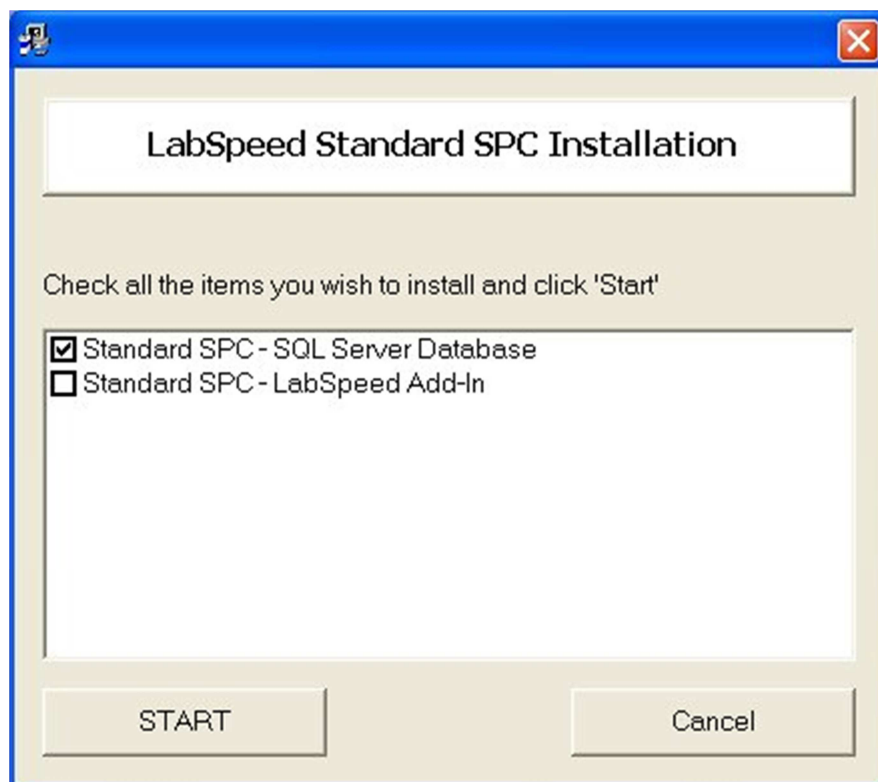 LabSpeed Standard SPC Installation
Check all the items you wish to install and click 'Start'
Standard SPC - SQL Server Database
Standard SPC - LabSpeed Add-In
START
Cancel